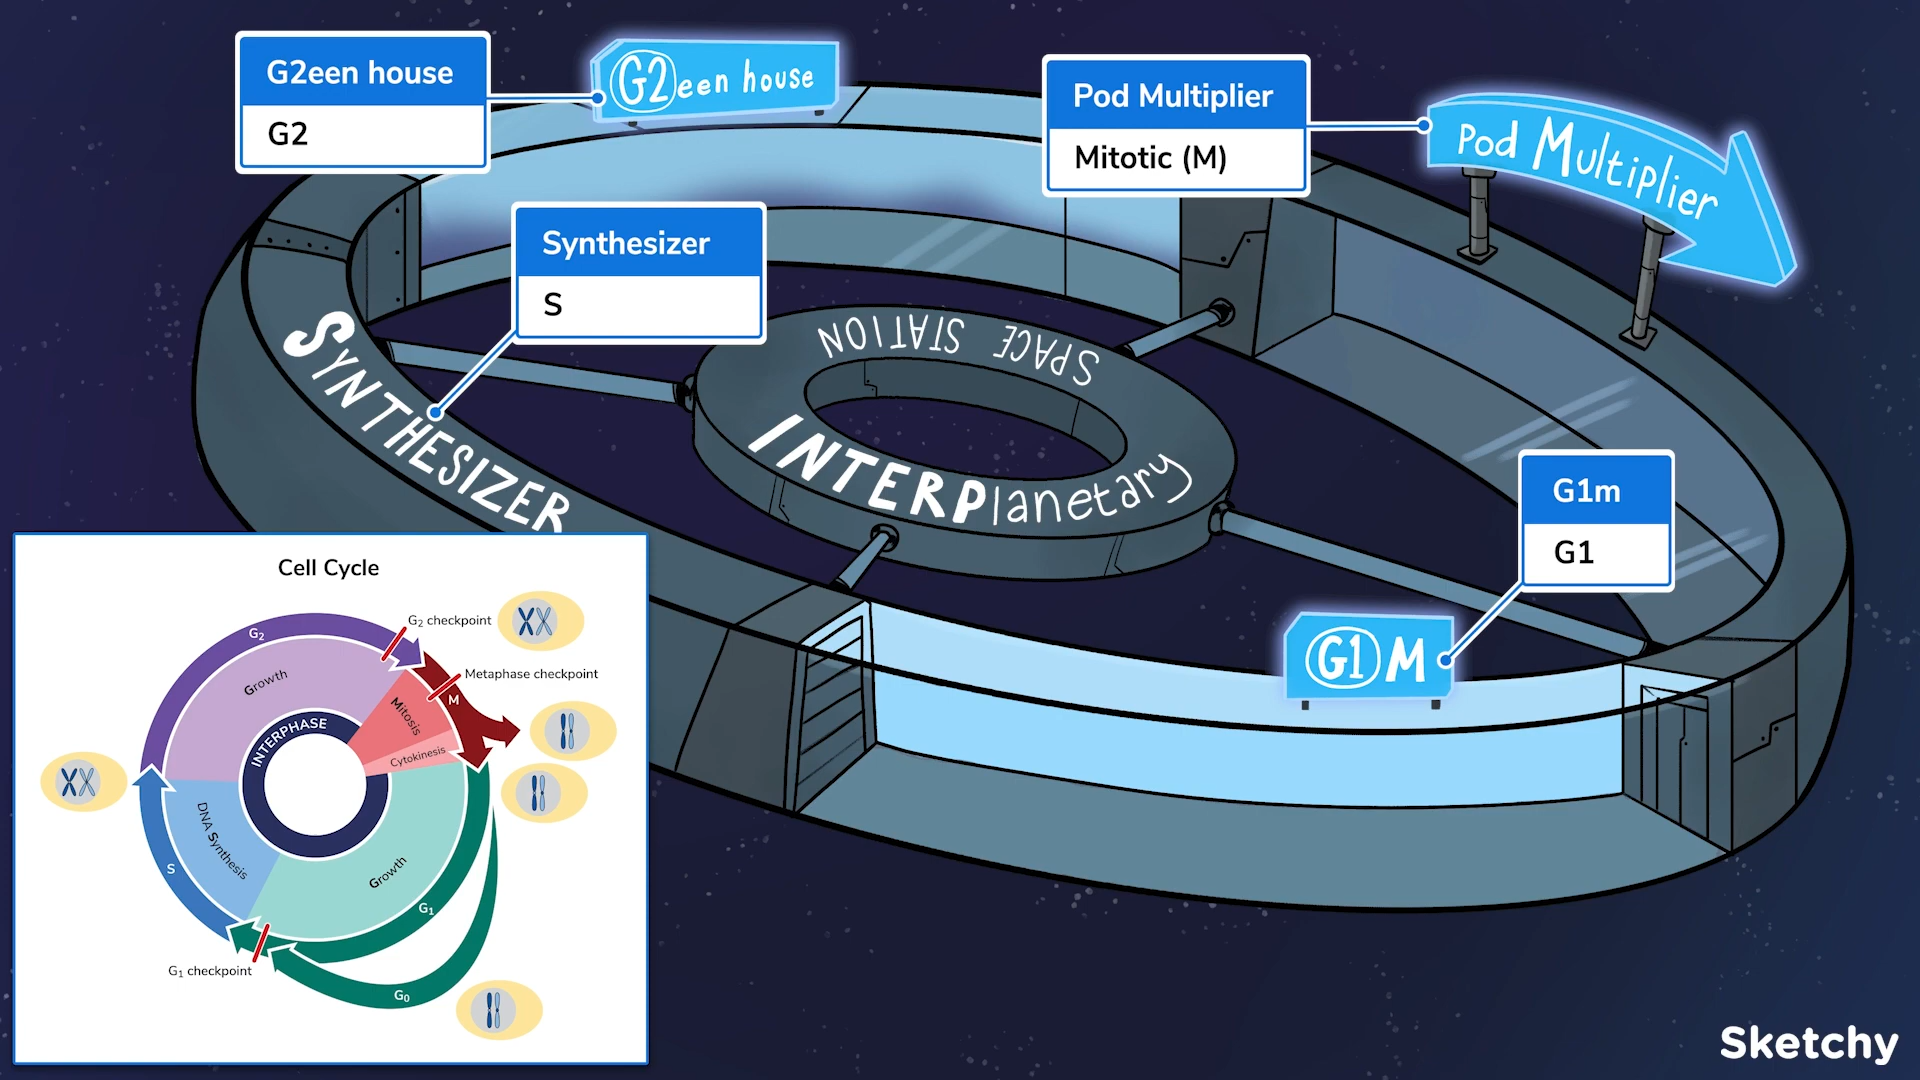 G2een house
G2
G2een house
Pod Multiplier
Mitotic (M)
Pod Multiplier
Synthesizer
S
SYNTHESIZER
SPACE STATION
INTERPlanetary
G1m
G1
G1M
Cell Cycle
G₂ checkpoint
G₂
Growth
Metaphase checkpoint
M
Mitosis
INTERPHASE
Cytokinesis
DNA Synthesis
S
Growth
G₁
G₁ checkpoint
G₀
Sketchy